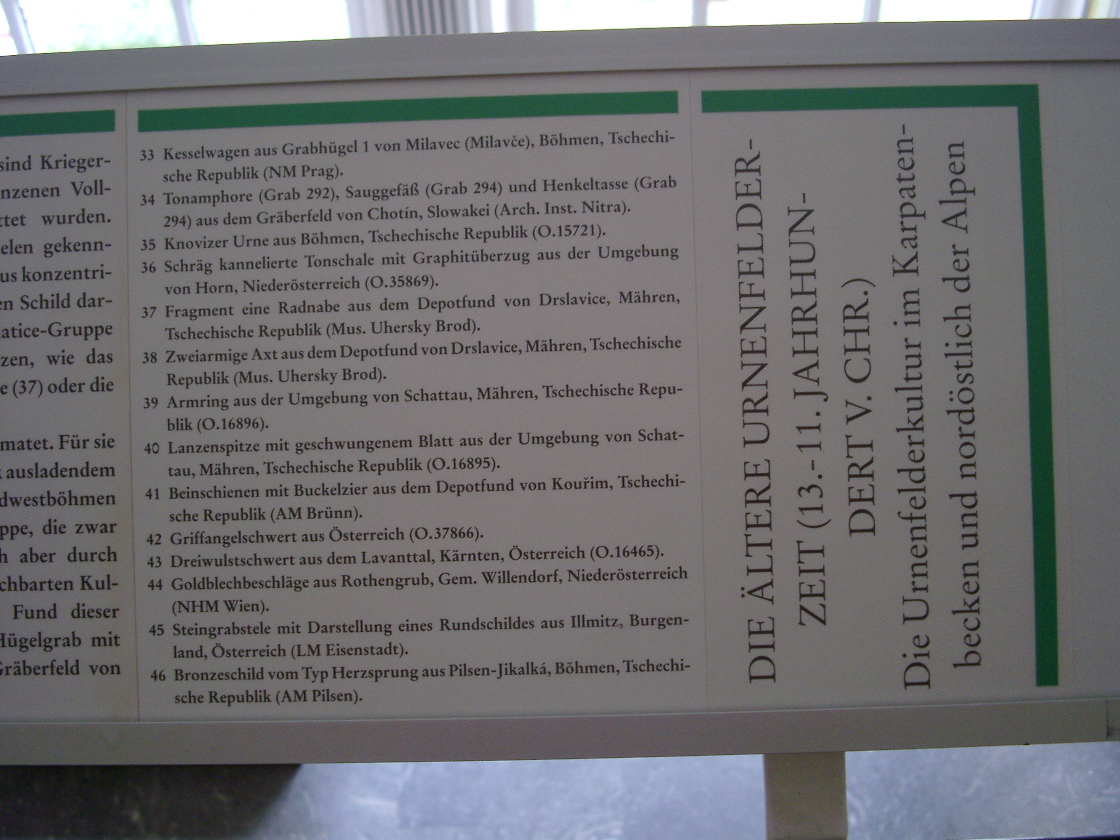 sind Krieger-
nzenen Voll-
ttet wurden.
elen gekenn-
us konzentri-
en Schild dar-
atice-Gruppe
zen, wie das
e (37) oder die
matet. Für sie
ausladendem
dwestböhmen
ppe, die zwar
h aber durch
chbarten Kul-
Fund dieser
Hügelgrab mit
Gräberfeld von
33 Kesselwagen aus Grabhügel 1 von Milavec (Milavče), Böhmen, Tschechi-
sche Republik (NM Prag).
34 Tonamphore (Grab 292), Sauggefäß (Grab 294) und Henkeltasse (Grab
294) aus dem Gräberfeld von Chotín, Slowakei (Arch. Inst. Nitra).
35 Knovizer Urne aus Böhmen, Tschechische Republik (O.15721).
36 Schräg kannelierte Tonschale mit Graphitüberzug aus der Umgebung
von Horn, Niederösterreich (O.35869).
37 Fragment eine Radnabe aus dem Depotfund von Drslavice, Mähren,
Tschechische Republik (Mus. Uhersky Brod).
38 Zweiarmige Axt aus dem Depotfund von Drslavice, Mähren, Tschechische
Republik (Mus. Uhersky Brod).
39 Armring aus der Umgebung von Schattau, Mähren, Tschechische Repu-
blik (O.16896).
40 Lanzenspitze mit geschwungenem Blatt aus der Umgebung von Schat-
tau, Mähren, Tschechische Republik (O.16895).
41 Beinschienen mit Buckelzier aus dem Depotfund von Kouřim, Tschechi-
sche Republik (AM Brünn).
42 Griffangelschwert aus Österreich (O.37866).
43 Dreiwulstschwert aus dem Lavanttal, Kärnten, Österreich (O.16465).
44 Goldblechbeschläge aus Rothengrub, Gem. Willendorf, Niederösterreich
(NHM Wien).
45 Steingrabstele mit Darstellung eines Rundschildes aus Illmitz, Burgen-
land, Österreich (LM Eisenstadt).
46 Bronzeschild vom Typ Herzsprung aus Pilsen-Jikalká, Böhmen, Tschechi-
sche Republik (AM Pilsen).
DIE ÄLTERE URNENFELDER-
ZEIT (13.-11. JAHRHUN-
DERT V. CHR.)
Die Urnenfelderkultur im Karpaten-
becken und nordöstlich der Alpen